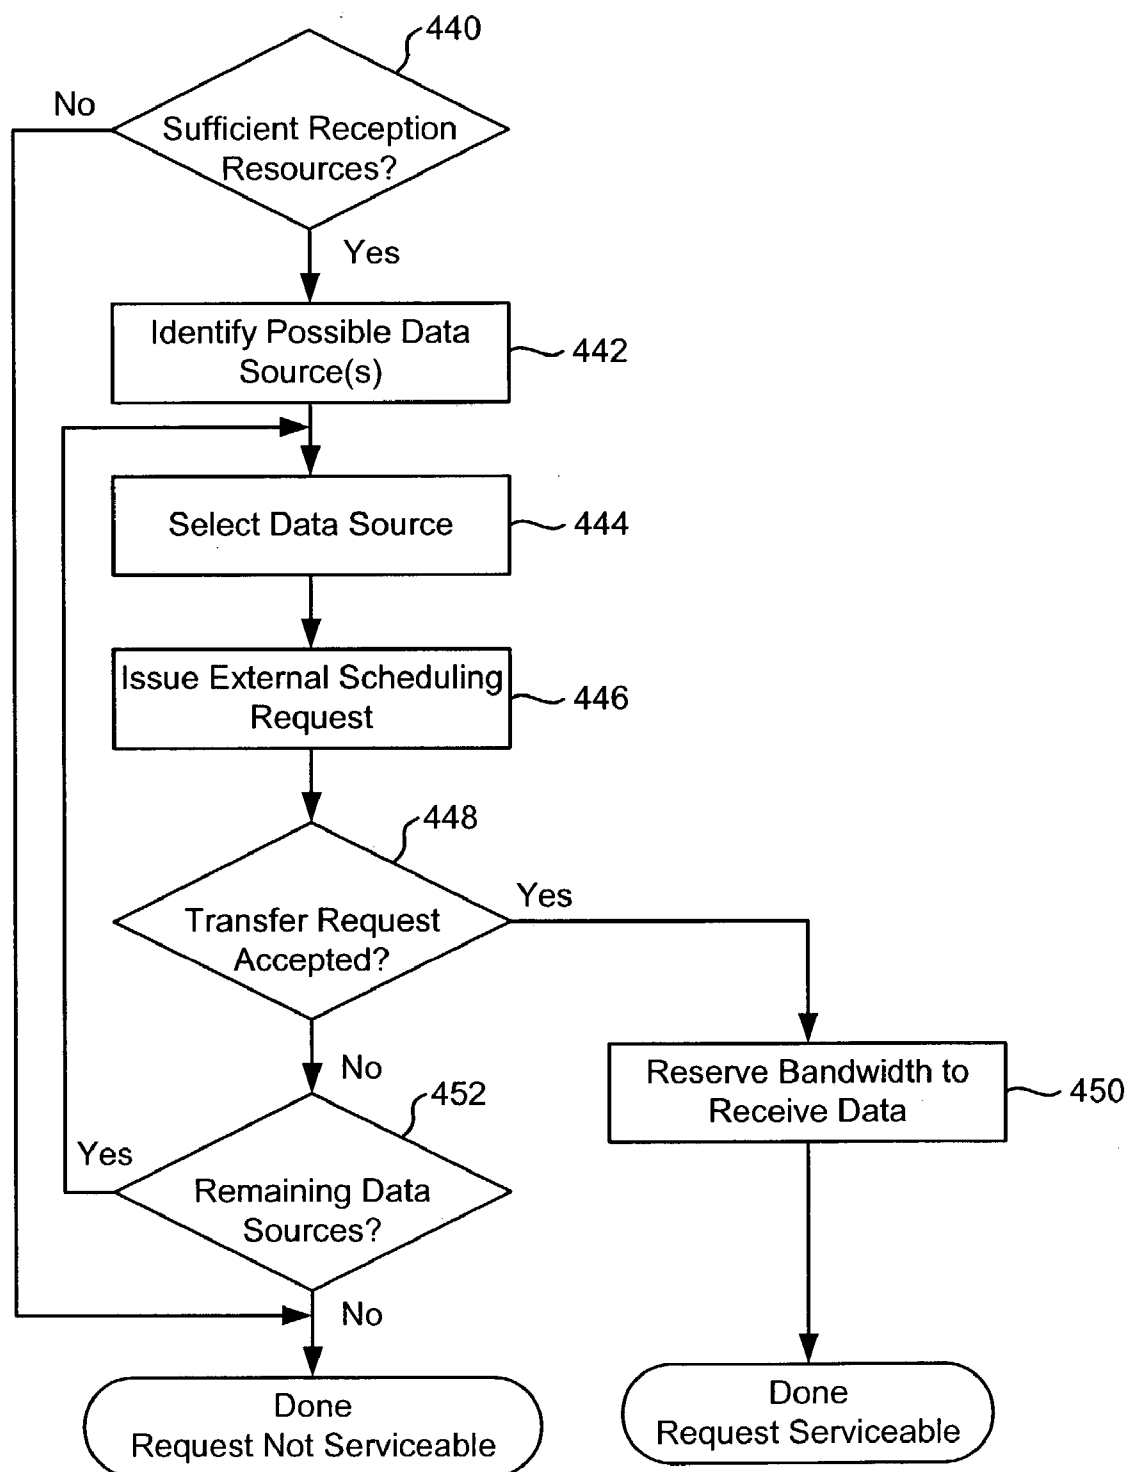 440
No
Sufficient Reception
Resources?
Yes
Identify Possible Data
Source(s)
442
Select Data Source
444
Issue External Scheduling
Request
446
448
Transfer Request
Accepted?
Yes
No
Reserve Bandwidth to
Receive Data
450
452
Yes
Remaining Data
Sources?
No
Done
Request Not Serviceable
Done
Request Serviceable